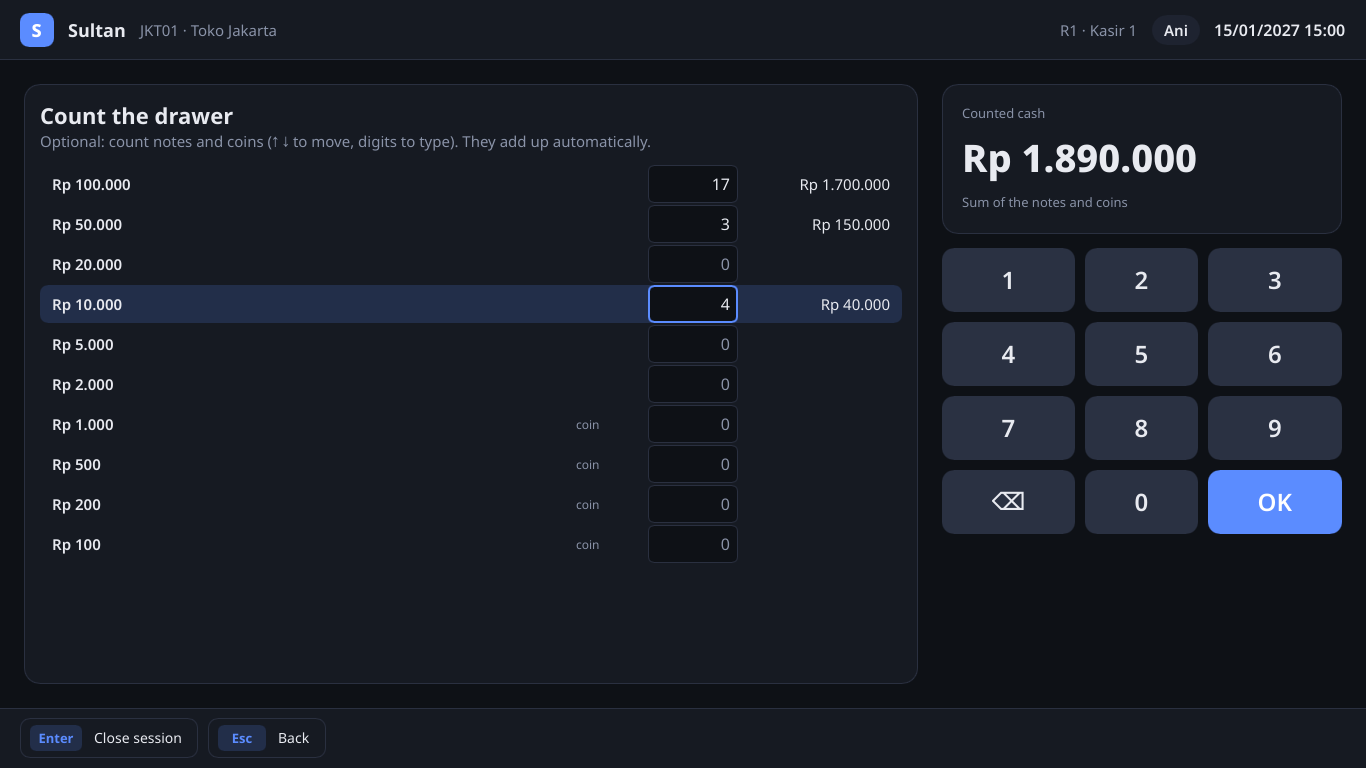 S Sultan JKT01 · Toko Jakarta R1 · Kasir 1 Ani 15/01/2027 15:00
Count the drawer
Optional: count notes and coins (↑ ↓ to move, digits to type). They add up automatically.
Rp 100.000 17 Rp 1.700.000
Rp 50.000 3 Rp 150.000
Rp 20.000 0
Rp 10.000 4 Rp 40.000
Rp 5.000 0
Rp 2.000 0
Rp 1.000 coin 0
Rp 500 coin 0
Rp 200 coin 0
Rp 100 coin 0
Counted cash
Rp 1.890.000
Sum of the notes and coins
1 2 3
4 5 6
7 8 9
⌫ 0 OK
Enter Close session Esc Back